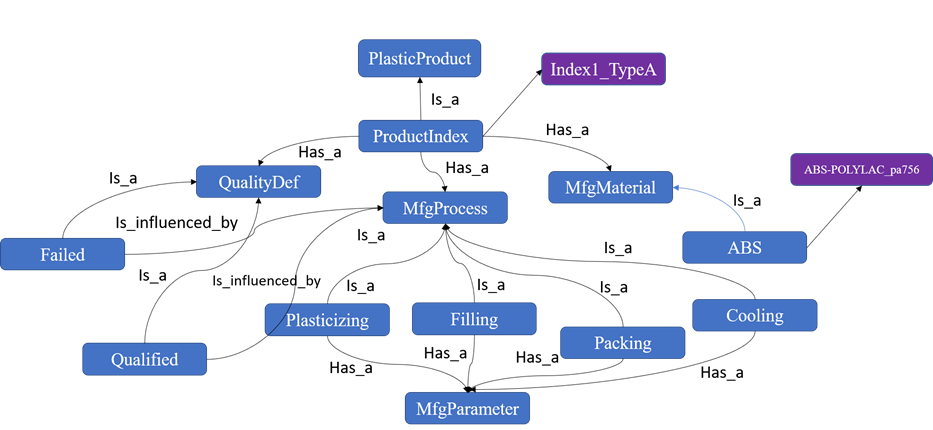 PlasticProduct
Index1_TypeA
Is_a
ProductIndex
Has_a
Has_a
Has_a
ABS-POLYLAC_pa756
Is_a
QualityDef
MfgMaterial
Is_a
MfgProcess
Is_influenced_by
Is_a
Failed
ABS
Is_a
Is_a
Is_influenced_by
Is_a
Is_a
Is_a
Plasticizing
Filling
Cooling
Packing
Qualified
Has_a
Has_a
Has_a
Has_a
MfgParameter